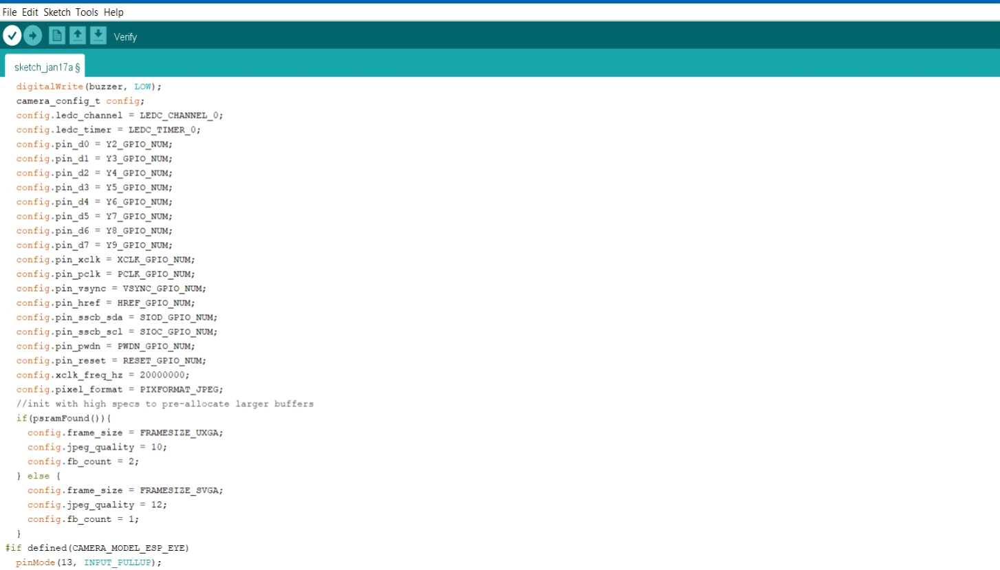 File Edit Sketch Tools Help
Verify
sketch_jan17a §
digitalWrite(buzzer, LOW);
camera_config_t config;
config.ledc_channel = LEDC_CHANNEL_0;
config.ledc_timer = LEDC_TIMER_0;
config.pin_d0 = Y2_GPIO_NUM;
config.pin_d1 = Y3_GPIO_NUM;
config.pin_d2 = Y4_GPIO_NUM;
config.pin_d3 = Y5_GPIO_NUM;
config.pin_d4 = Y6_GPIO_NUM;
config.pin_d5 = Y7_GPIO_NUM;
config.pin_d6 = Y8_GPIO_NUM;
config.pin_d7 = Y9_GPIO_NUM;
config.pin_xclk = XCLK_GPIO_NUM;
config.pin_pclk = PCLK_GPIO_NUM;
config.pin_vsync = VSYNC_GPIO_NUM;
config.pin_href = HREF_GPIO_NUM;
config.pin_sscb_sda = SIOD_GPIO_NUM;
config.pin_sscb_scl = SIOC_GPIO_NUM;
config.pin_pwdn = PWDN_GPIO_NUM;
config.pin_reset = RESET_GPIO_NUM;
config.xclk_freq_hz = 20000000;
config.pixel_format = PIXFORMAT_JPEG;
//init with high specs to pre-allocate larger buffers
if(psramFound()){
config.frame_size = FRAMESIZE_UXGA;
config.jpeg_quality = 10;
config.fb_count = 2;
} else {
config.frame_size = FRAMESIZE_SVGA;
config.jpeg_quality = 12;
config.fb_count = 1;
}
#if defined(CAMERA_MODEL_ESP_EYE)
pinMode(13, INPUT_PULLUP);